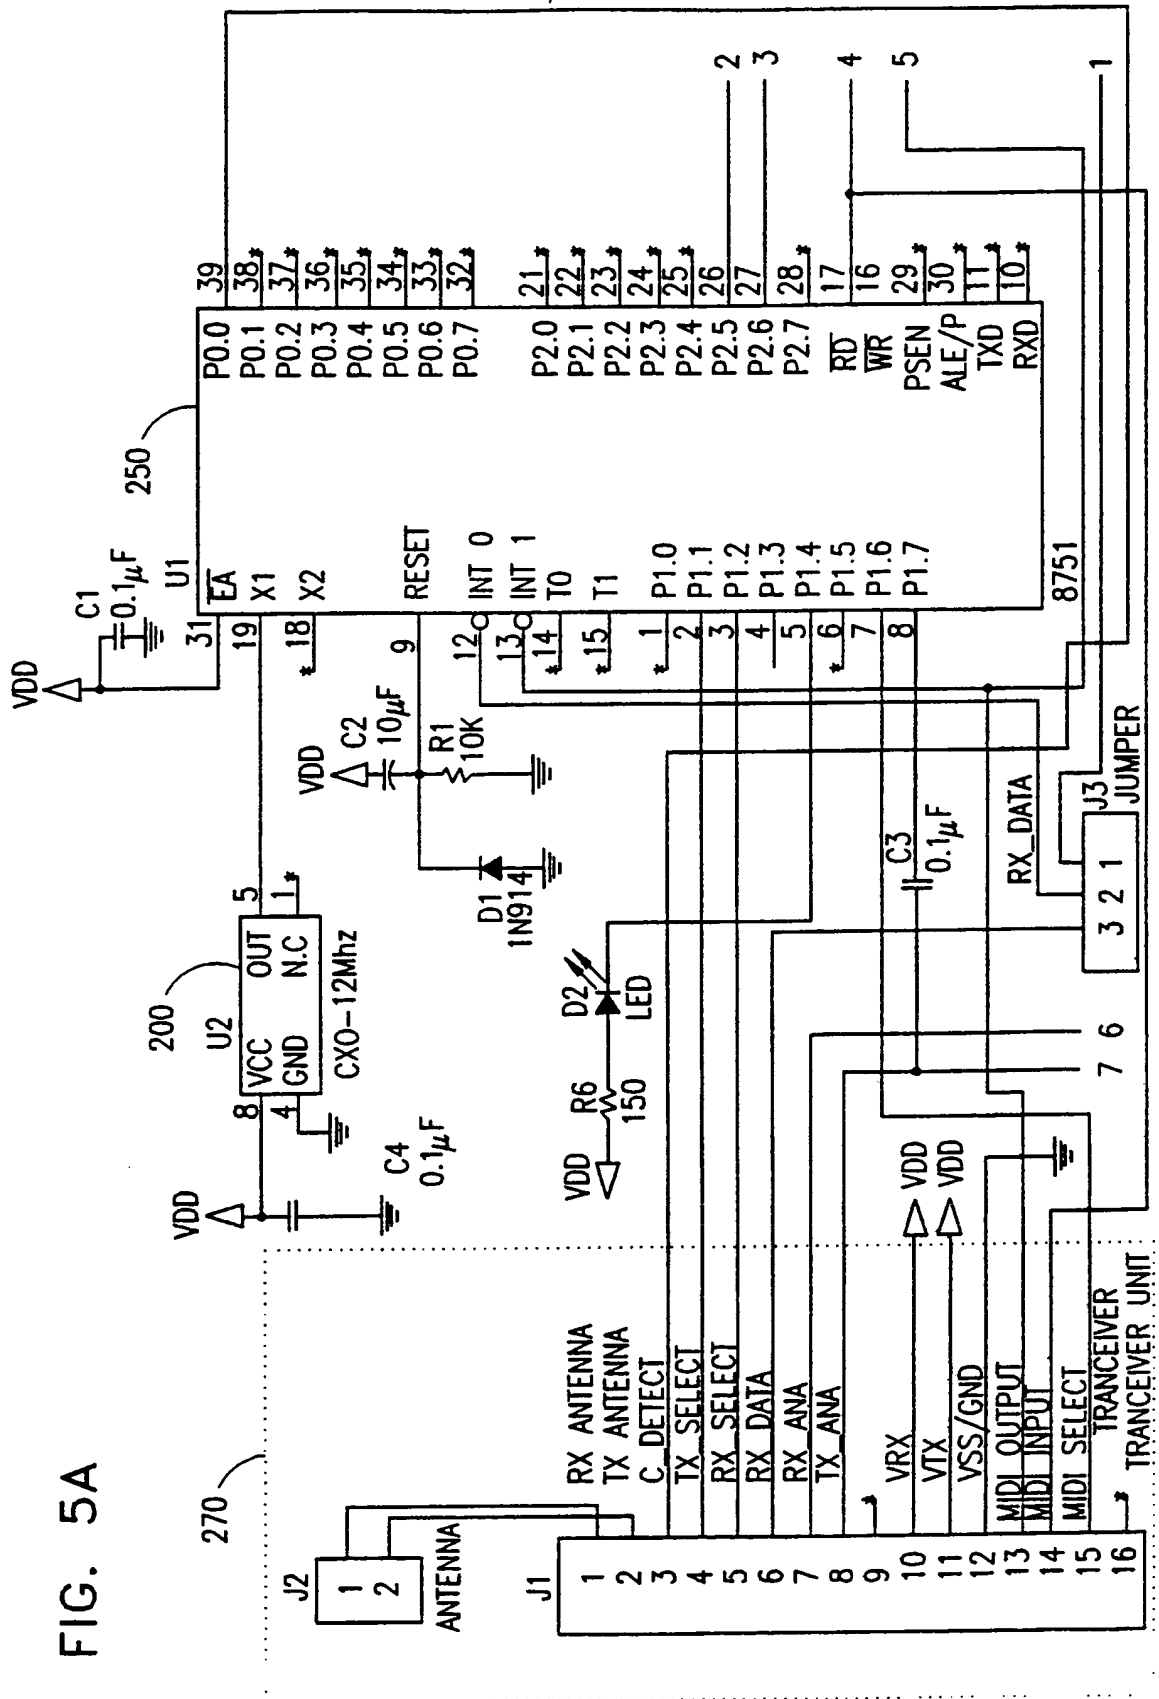 FIG. 5A
270
J2
1
2
ANTENNA
J1
1
2
3
4
5
6
7
8
9
10
11
12
13
14
15
16
RX ANTENNA
TX ANTENNA
C_DETECT
TX_SELECT
RX_SELECT
RX_DATA
RX_ANA
TX_ANA
*
VRX
VTX
VSS/GND
MIDI OUTPUT
MIDI INPUT
MIDI SELECT
*
TRANCEIVER
TRANCEIVER UNIT
VDD
VDD
VDD
C4
0.1µF
200
U2
8 VCC OUT 5
4 GND N.C 1 *
CXO-12Mhz
VDD
R6
150
D2
LED
7 6
D1
1N914
VDD
C2
10µF
R1
10K
C3
0.1µF
RX_DATA
3 2 1
J3
JUMPER
VDD
C1
0.1µF
U1
250
31 EA
19 X1
* 18 X2
9 RESET
12 INT 0
13 INT 1
* 14 T0
* 15 T1
* 1 P1.0
2 P1.1
3 P1.2
4 P1.3
5 P1.4
* 6 P1.5
7 P1.6
8 P1.7
8751
P0.0 39
P0.1 38 *
P0.2 37 *
P0.3 36 *
P0.4 35 *
P0.5 34 *
P0.6 33 *
P0.7 32 *
P2.0 21 *
P2.1 22 *
P2.2 23 *
P2.3 24 *
P2.4 25 *
P2.5 26
P2.6 27
P2.7 28 *
RD 17
WR 16
PSEN 29 *
ALE/P 30 *
TXD 11 *
RXD 10 *
2
3
4
5
1